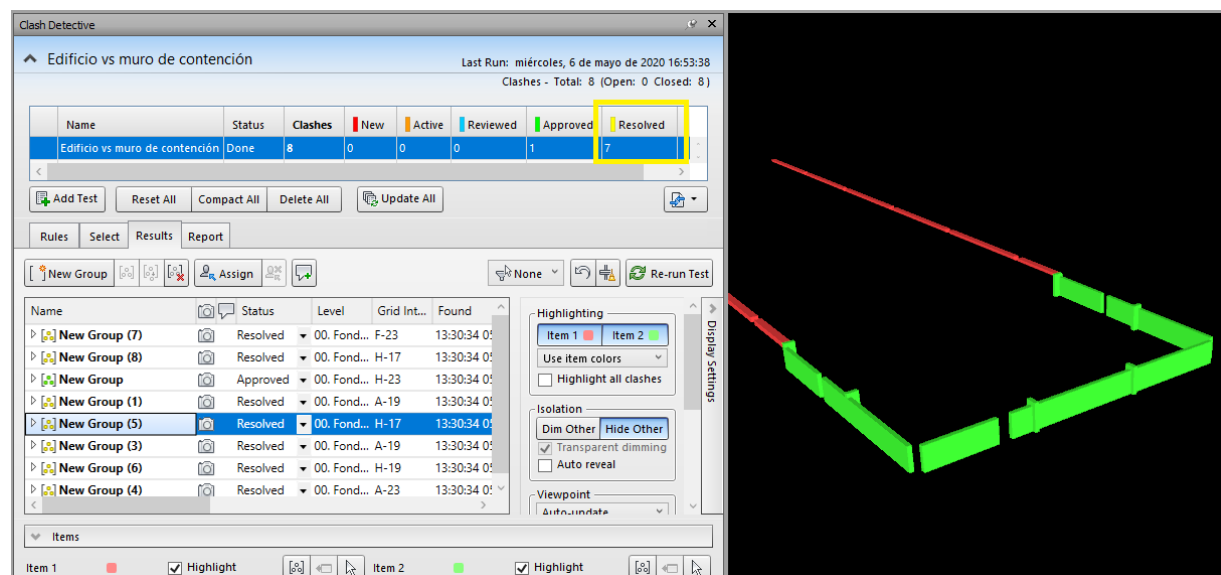 Clash Detective
Edificio vs muro de contención
Last Run: miércoles, 6 de mayo de 2020 16:53:38
Clashes - Total: 8 (Open: 0 Closed: 8)
Name Status Clashes New Active Reviewed Approved Resolved
Edificio vs muro de contención Done 8 0 0 0 1 7
Add Test Reset All Compact All Delete All Update All
Rules Select Results Report
New Group Assign None Re-run Test
Name Status Level Grid Int... Found
New Group (7) Resolved 00. Fond... F-23 13:30:34 05
New Group (8) Resolved 00. Fond... H-17 13:30:34 05
New Group Approved 00. Fond... H-23 13:30:34 05
New Group (1) Resolved 00. Fond... A-19 13:30:34 05
New Group (5) Resolved 00. Fond... H-17 13:30:34 05
New Group (3) Resolved 00. Fond... A-19 13:30:34 05
New Group (6) Resolved 00. Fond... H-19 13:30:34 05
New Group (4) Resolved 00. Fond... A-23 13:30:34 05
Highlighting
Item 1 Item 2
Use item colors
Highlight all clashes
Isolation
Dim Other Hide Other
Transparent dimming
Auto reveal
Viewpoint
Auto-update
Display Settings
Items
Item 1 Highlight Item 2 Highlight